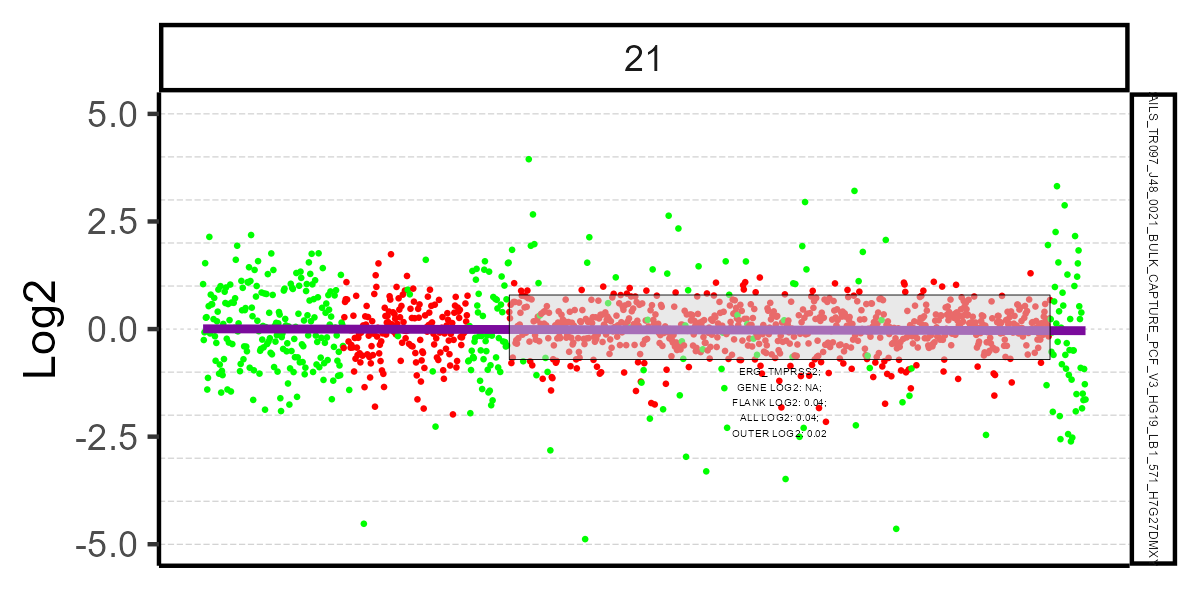 21
5.0
2.5
0.0
-2.5
-5.0
Log2
ERG_TMPRSS2;
GENE LOG2: NA;
FLANK LOG2: 0.04;
ALL LOG2: 0.04;
OUTER LOG2: 0.02
AILS_TR097_J48_0021_BULK_CAPTURE_PCF_V3_HG19_LB1_571_H7G27DMXY